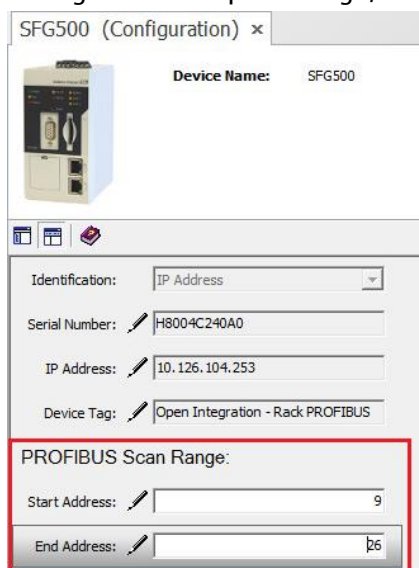 SFG500 (Configuration) ×
Device Name: SFG500
Identification: IP Address
Serial Number: H8004C240A0
IP Address: 10.126.104.253
Device Tag: Open Integration - Rack PROFIBUS
PROFIBUS Scan Range:
Start Address: 9
End Address: 26